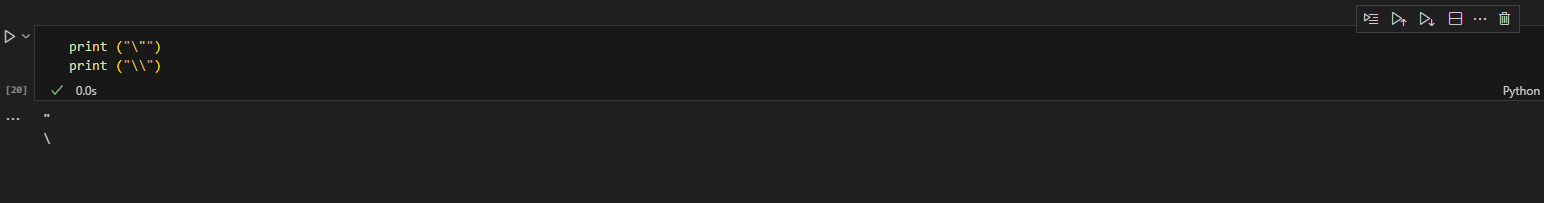 print ("\"")
print ("\\")
[20]
0.0s
Python
"
\